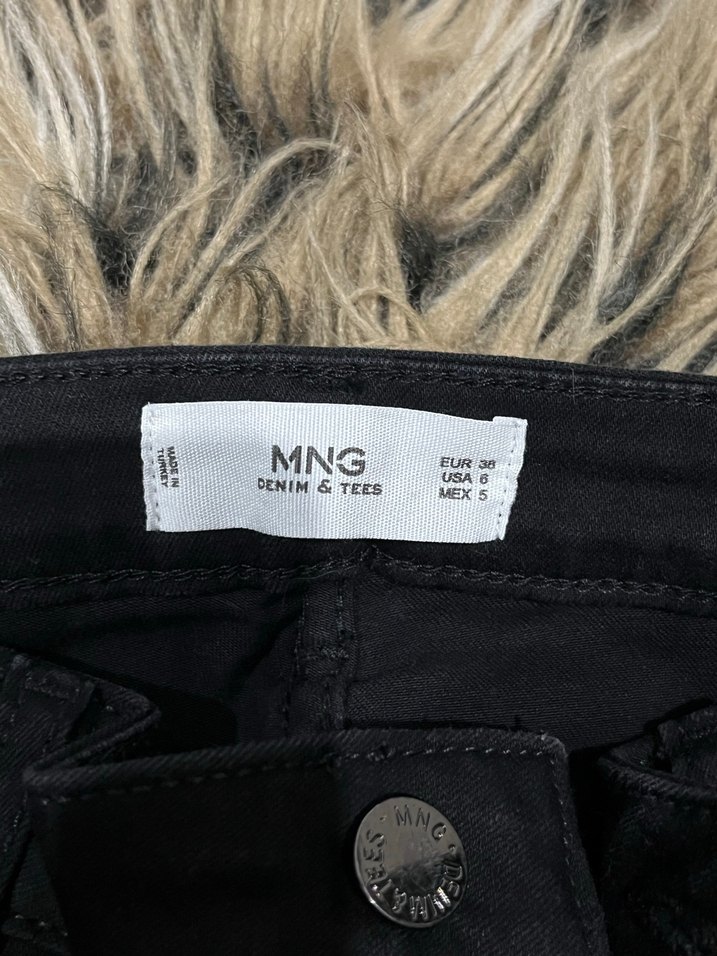 MADE IN
TURKEY
MNG
DENIM & TEES
EUR 38
USA 6
MEX 5
· MNG · DENIM & TEES